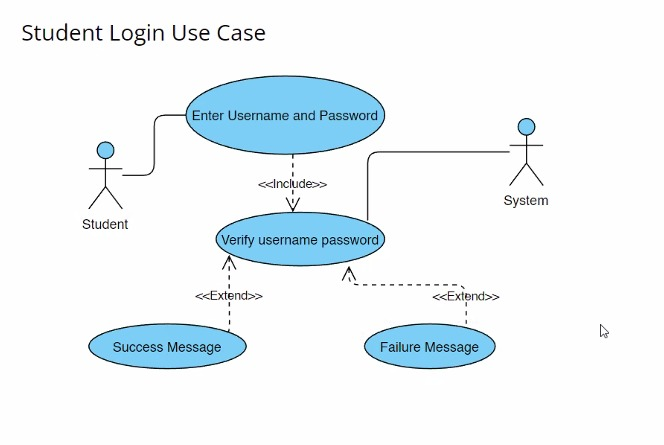 Student Login Use Case
Enter Username and Password
<<Include>>
Student
System
Verify username password
<<Extend>>
<<Extend>>
Success Message
Failure Message